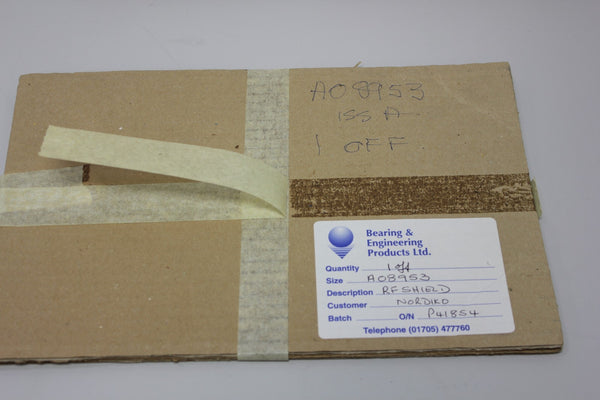 A08953
ISS A
1 OFF
Bearing &
Engineering
Products Ltd.
Quantity 1 off
Size A08953
Description RF SHIELD
Customer NORDIKO
Batch O/N P41854
Telephone (01705) 477760